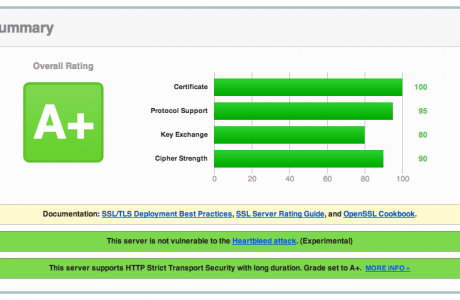 ummary
Overall Rating
A+
Certificate 100
Protocol Support 95
Key Exchange 80
Cipher Strength 90
0 20 40 60 80 100
Documentation: SSL/TLS Deployment Best Practices, SSL Server Rating Guide, and OpenSSL Cookbook.
This server is not vulnerable to the Heartbleed attack. (Experimental)
This server supports HTTP Strict Transport Security with long duration. Grade set to A+. MORE INFO »